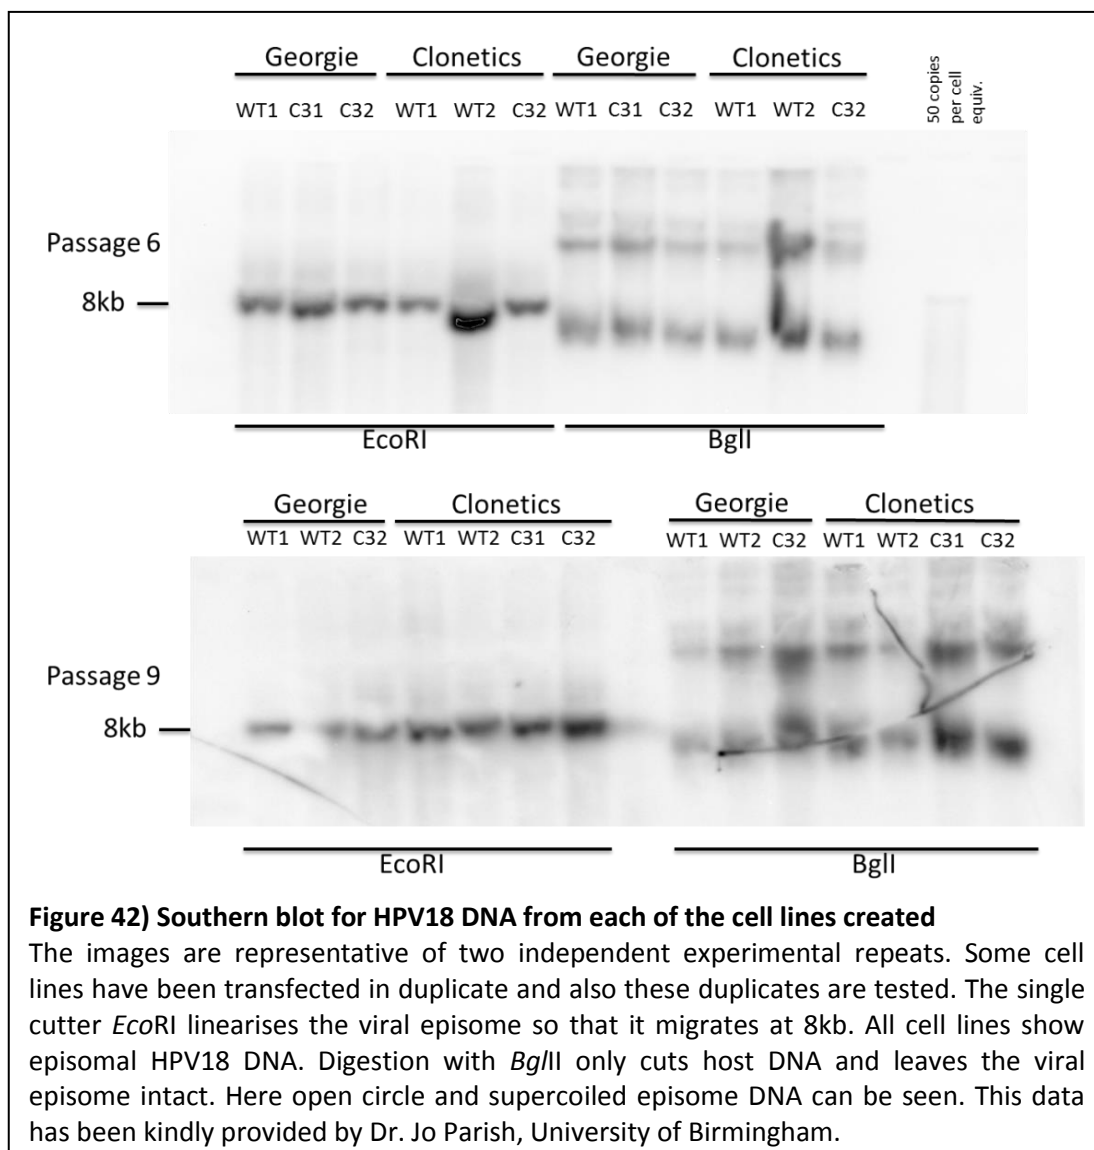 Georgie Clonetics Georgie Clonetics
50 copies
per cell
equiv.
WT1 C31 C32 WT1 WT2 C32 WT1 C31 C32 WT1 WT2 C32
Passage 6
8kb
EcoRI BglI
Georgie Clonetics Georgie Clonetics
WT1 WT2 C32 WT1 WT2 C31 C32 WT1 WT2 C32 WT1 WT2 C31 C32
Passage 9
8kb
EcoRI BglI
Figure 42) Southern blot for HPV18 DNA from each of the cell lines created
The images are representative of two independent experimental repeats. Some cell
lines have been transfected in duplicate and also these duplicates are tested. The single
cutter EcoRI linearises the viral episome so that it migrates at 8kb. All cell lines show
episomal HPV18 DNA. Digestion with BglII only cuts host DNA and leaves the viral
episome intact. Here open circle and supercoiled episome DNA can be seen. This data
has been kindly provided by Dr. Jo Parish, University of Birmingham.